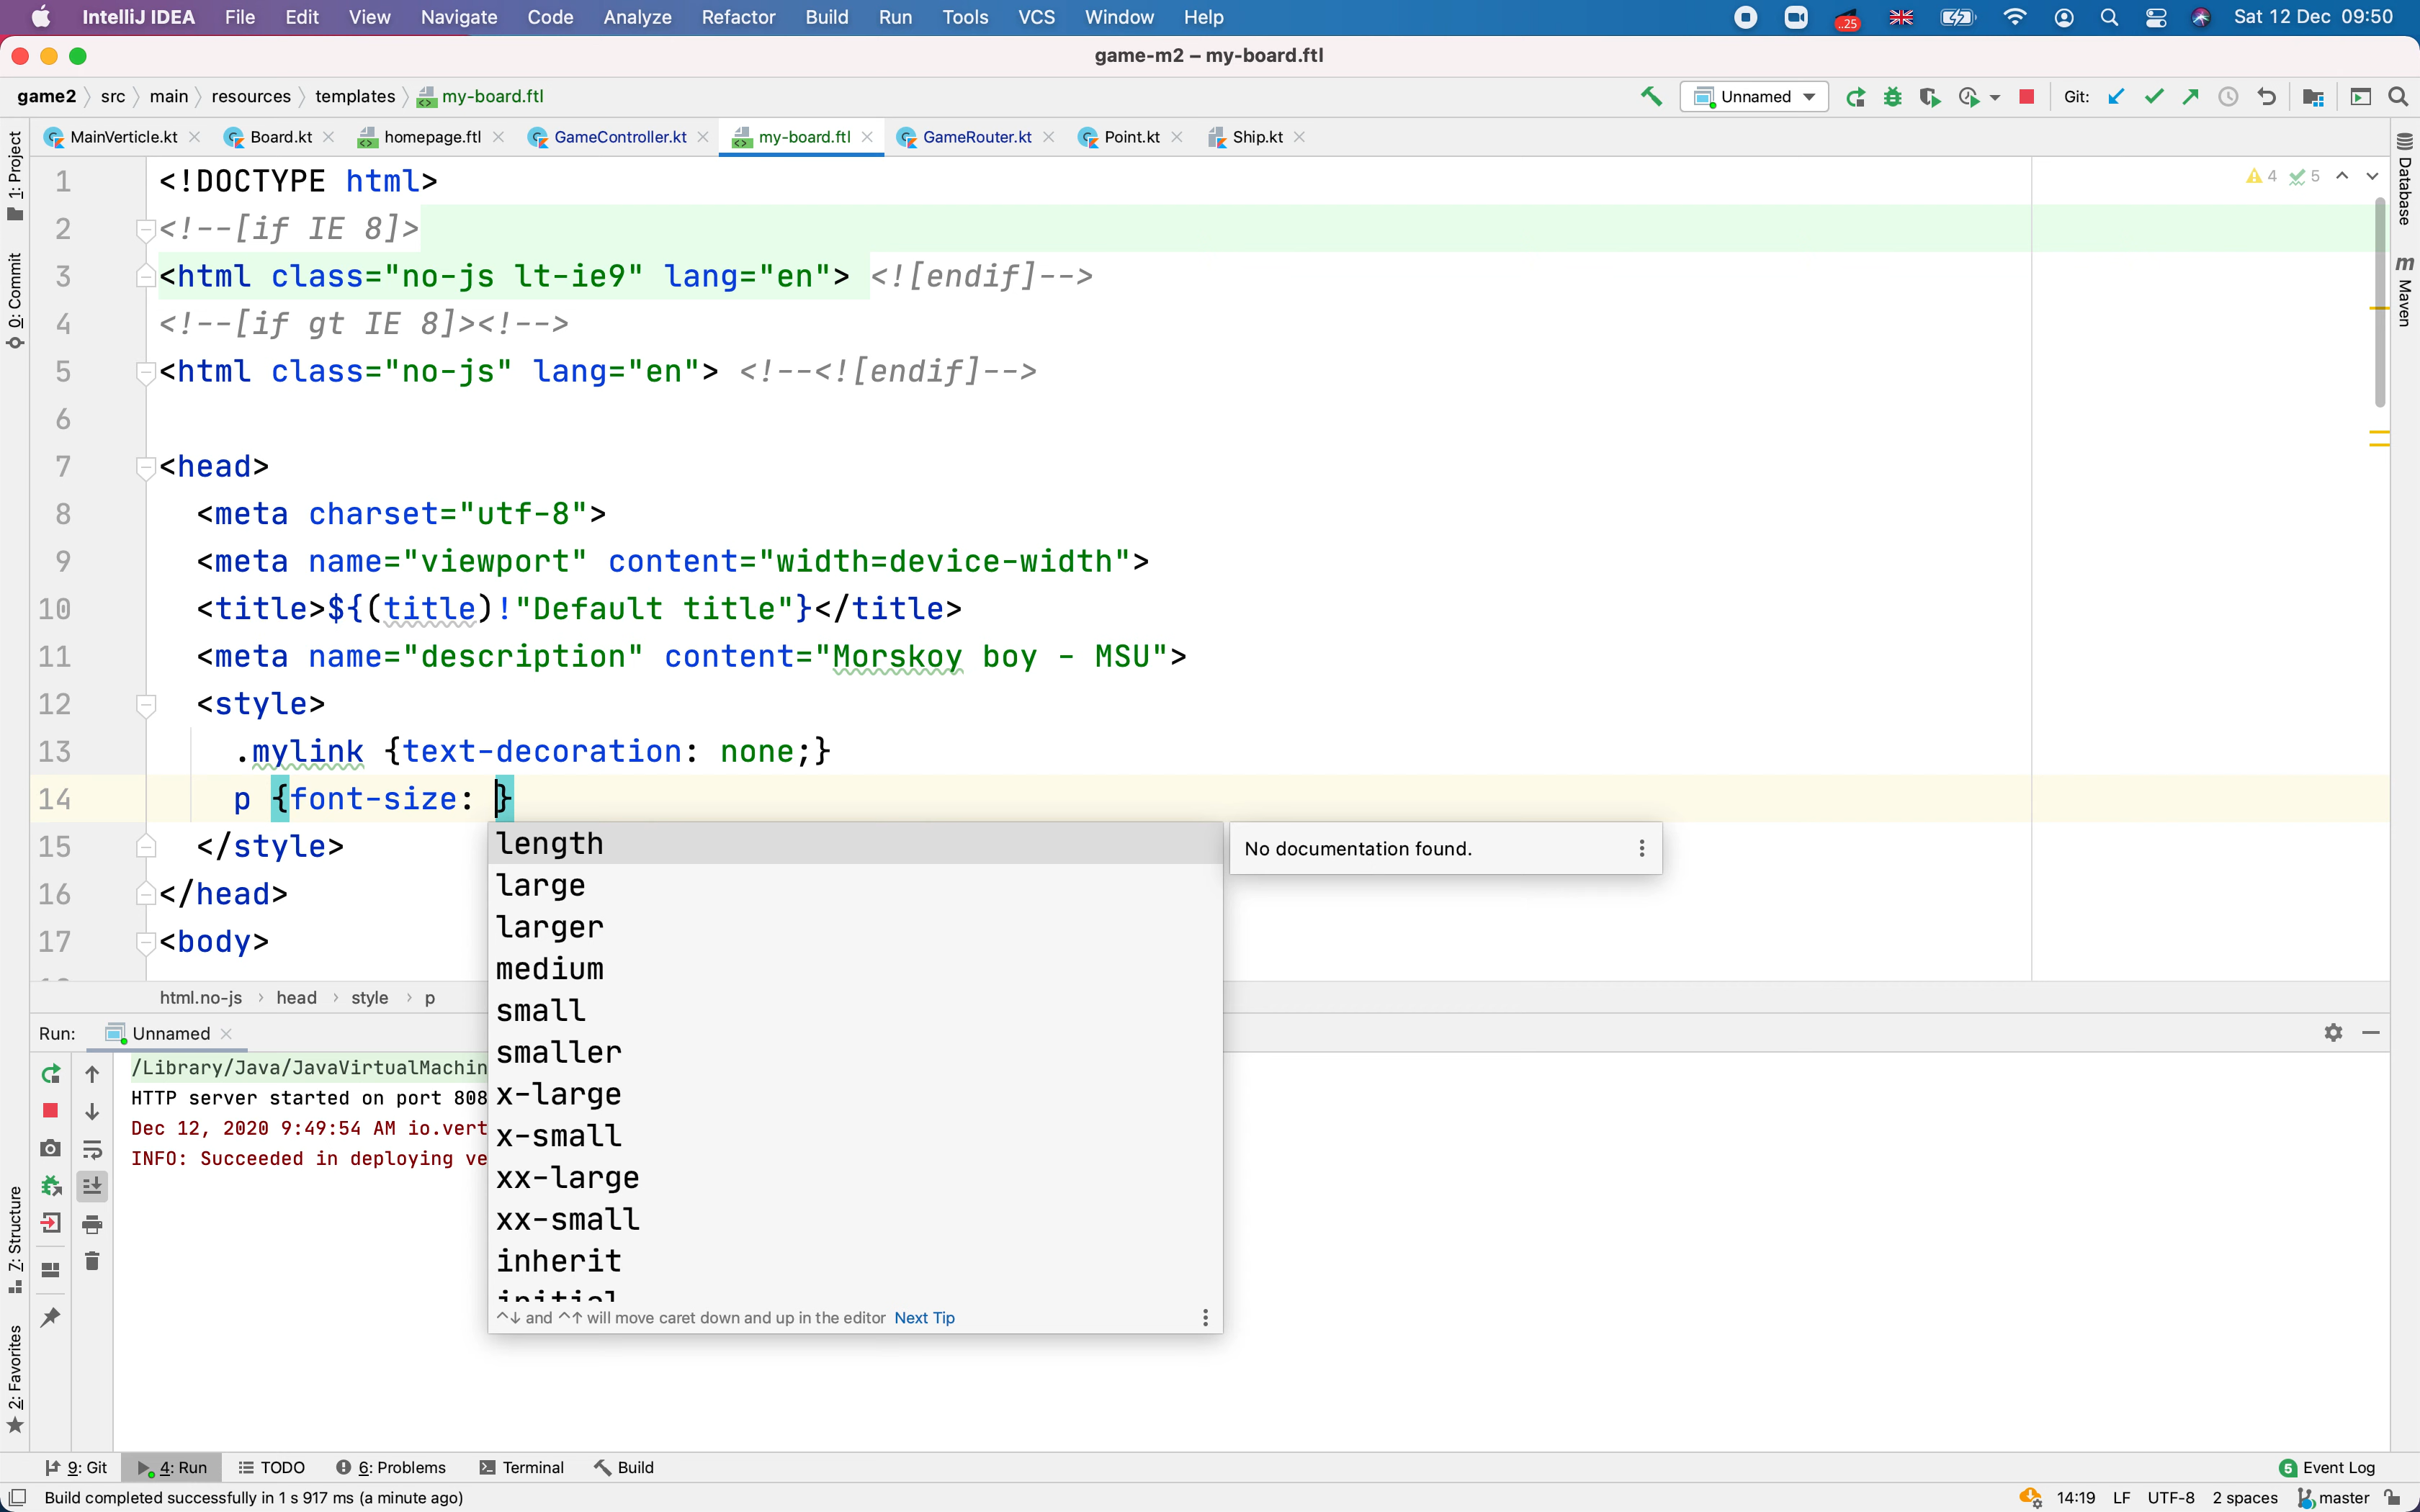 IntelliJ IDEA File Edit View Navigate Code Analyze Refactor Build Run Tools VCS Window Help ..25 Sat 12 Dec 09:50
game-m2 – my-board.ftl
game2 src main resources templates my-board.ftl Unnamed Git:
MainVerticle.kt Board.kt homepage.ftl GameController.kt my-board.ftl GameRouter.kt Point.kt Ship.kt
1: Project
0: Commit
7: Structure
2: Favorites
Database
m Maven
4 5
1 <!DOCTYPE html>
2 <!--[if IE 8]>
3 <html class="no-js lt-ie9" lang="en"> <![endif]-->
4 <!--[if gt IE 8]><!-->
5 <html class="no-js" lang="en"> <!--<![endif]-->
6
7 <head>
8 <meta charset="utf-8">
9 <meta name="viewport" content="width=device-width">
10 <title>${(title)!"Default title"}</title>
11 <meta name="description" content="Morskoy boy - MSU">
12 <style>
13 .mylink {text-decoration: none;}
14 p {font-size: }
15 </style>
16 </head>
17 <body>
length
large
larger
medium
small
smaller
x-large
x-small
xx-large
xx-small
inherit
initial
^↓ and ^↑ will move caret down and up in the editor Next Tip
No documentation found.
html.no-js › head › style › p
Run: Unnamed
/Library/Java/JavaVirtualMachin
HTTP server started on port 808
Dec 12, 2020 9:49:54 AM io.vert
INFO: Succeeded in deploying ve
9: Git 4: Run TODO 6: Problems Terminal Build 5 Event Log
Build completed successfully in 1 s 917 ms (a minute ago) 14:19 LF UTF-8 2 spaces master